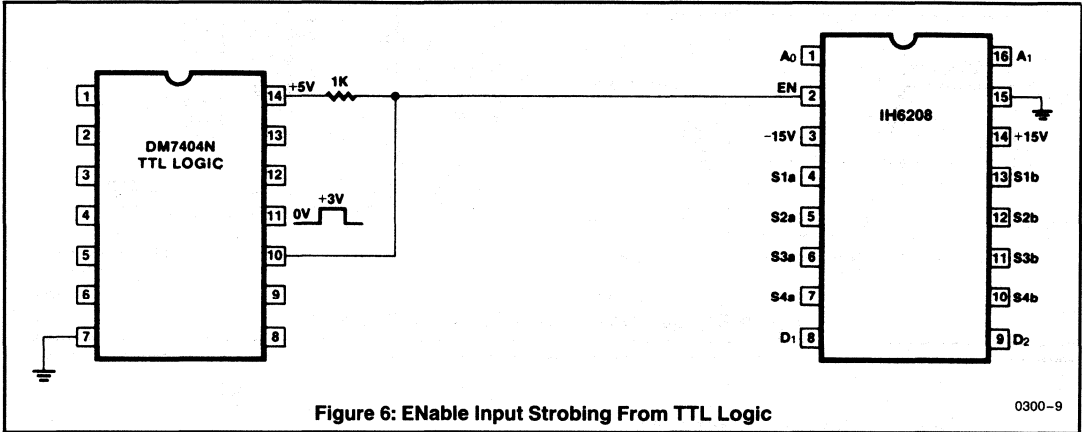 DM7404N
TTL LOGIC
1
2
3
4
5
6
7
14
13
12
11
10
9
8
+5V
1K
0V
+3V
IH6208
A0 1
EN 2
-15V 3
S1a 4
S2a 5
S3a 6
S4a 7
D1 8
16 A1
15
14 +15V
13 S1b
12 S2b
11 S3b
10 S4b
9 D2
Figure 6: ENable Input Strobing From TTL Logic
0300-9